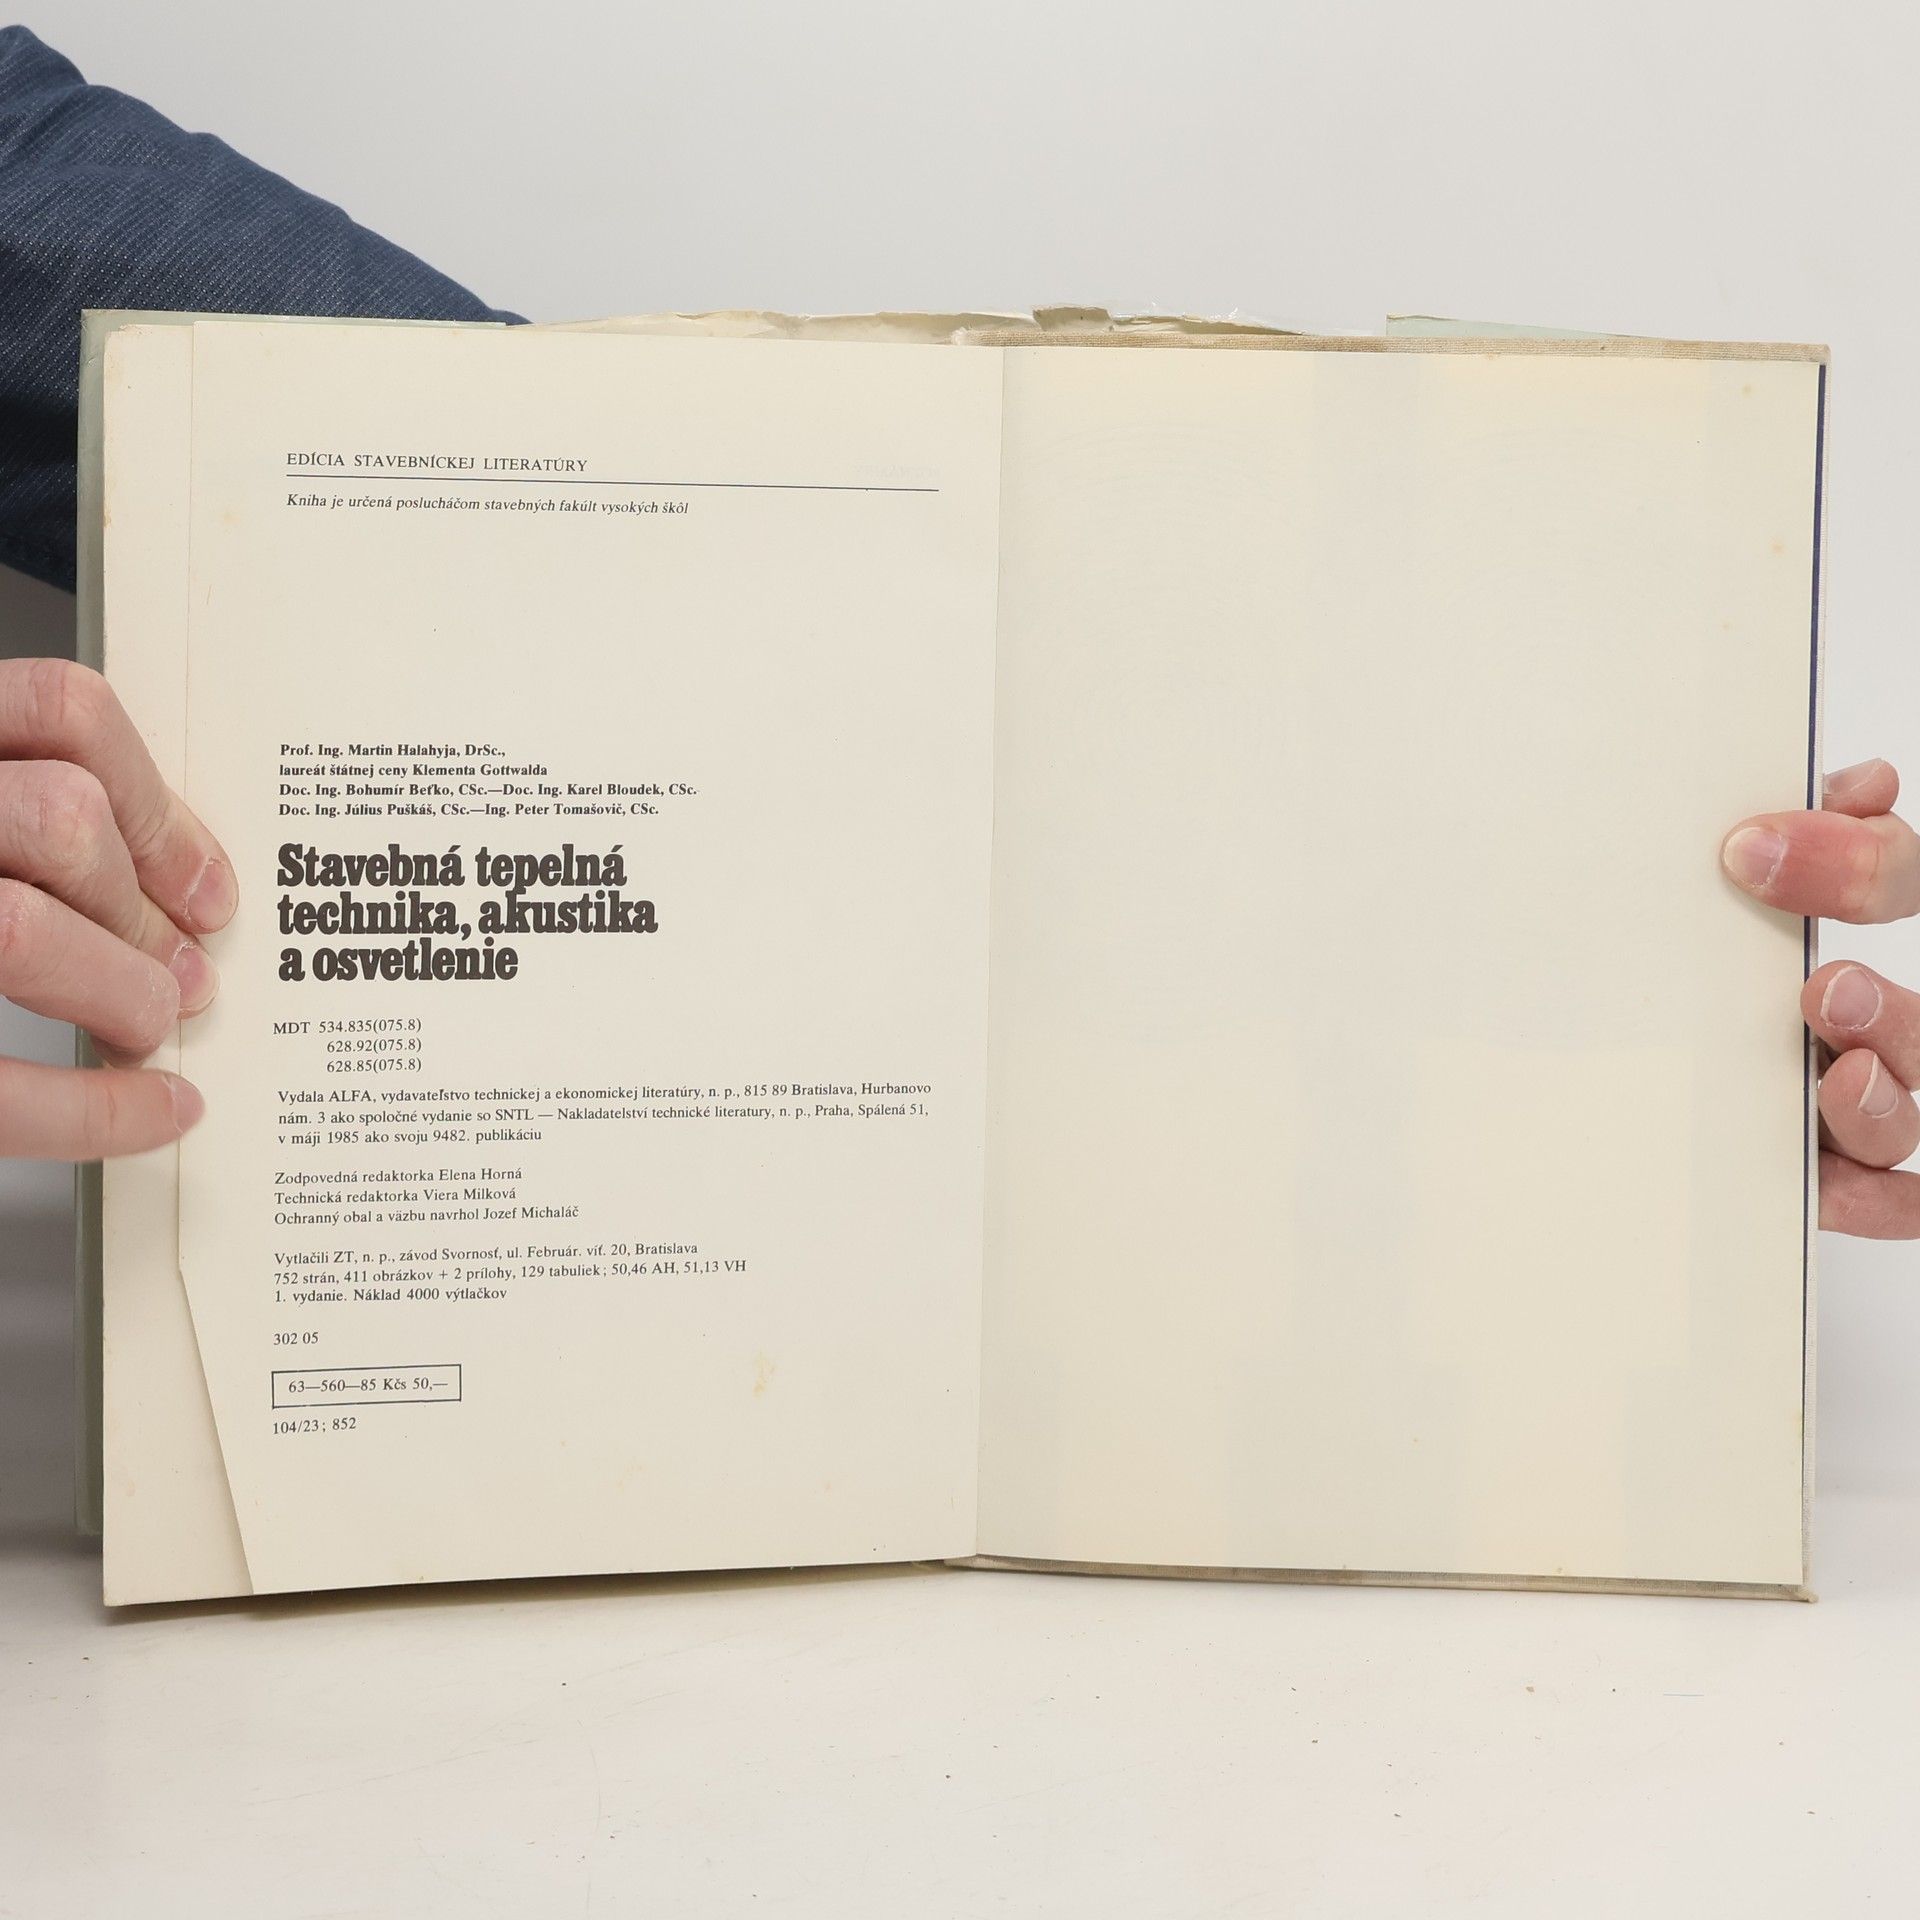 EDÍCIA STAVEBNÍCKEJ LITERATÚRY
Kniha je určená poslucháčom stavebných fakúlt vysokých škôl
Prof. Ing. Martin Halahyja, DrSc.,
laureát štátnej ceny Klementa Gottwalda
Doc. Ing. Bohumír Beťko, CSc.—Doc. Ing. Karel Bloudek, CSc.
Doc. Ing. Július Puškáš, CSc.—Ing. Peter Tomašovič, CSc.
Stavebná tepelná
technika, akustika
a osvetlenie
MDT 534.835(075.8)
628.92(075.8)
628.85(075.8)
Vydala ALFA, vydavateľstvo technickej a ekonomickej literatúry, n. p., 815 89 Bratislava, Hurbanovo
nám. 3 ako spoločné vydanie so SNTL — Nakladatelství technické literatury, n. p., Praha, Spálená 51,
v máji 1985 ako svoju 9482. publikáciu
Zodpovedná redaktorka Elena Horná
Technická redaktorka Viera Milková
Ochranný obal a väzbu navrhol Jozef Michaláč
Vytlačili ZT, n. p., závod Svornosť, ul. Február. víť. 20, Bratislava
752 strán, 411 obrázkov + 2 prílohy, 129 tabuliek; 50,46 AH, 51,13 VH
1. vydanie. Náklad 4000 výtlačkov
302 05
63—560—85 Kčs 50,—
104/23; 852